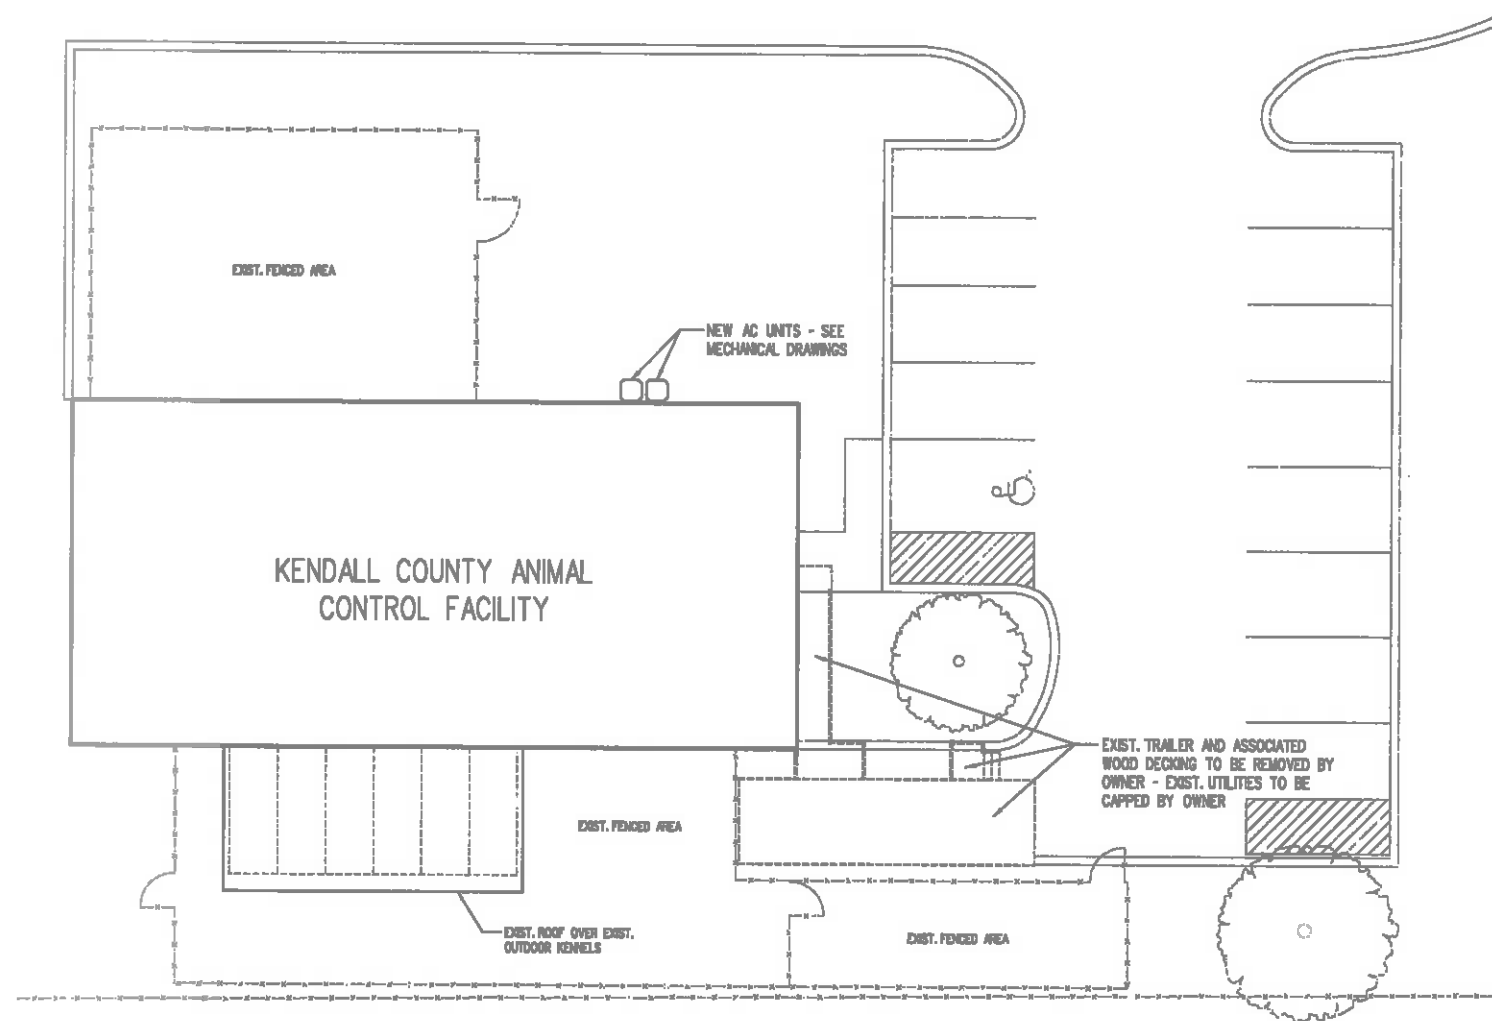 EXIST. FENCED AREA
NEW AC UNITS - SEE
MECHANICAL DRAWINGS
KENDALL COUNTY ANIMAL
CONTROL FACILITY
EXIST. TRAILER AND ASSOCIATED
WOOD DECKING TO BE REMOVED BY
OWNER - EXIST. UTILITIES TO BE
CAPPED BY OWNER
EXIST. FENCED AREA
EXIST. ROOF OVER EXIST.
OUTDOOR KENNELS
EXIST. FENCED AREA